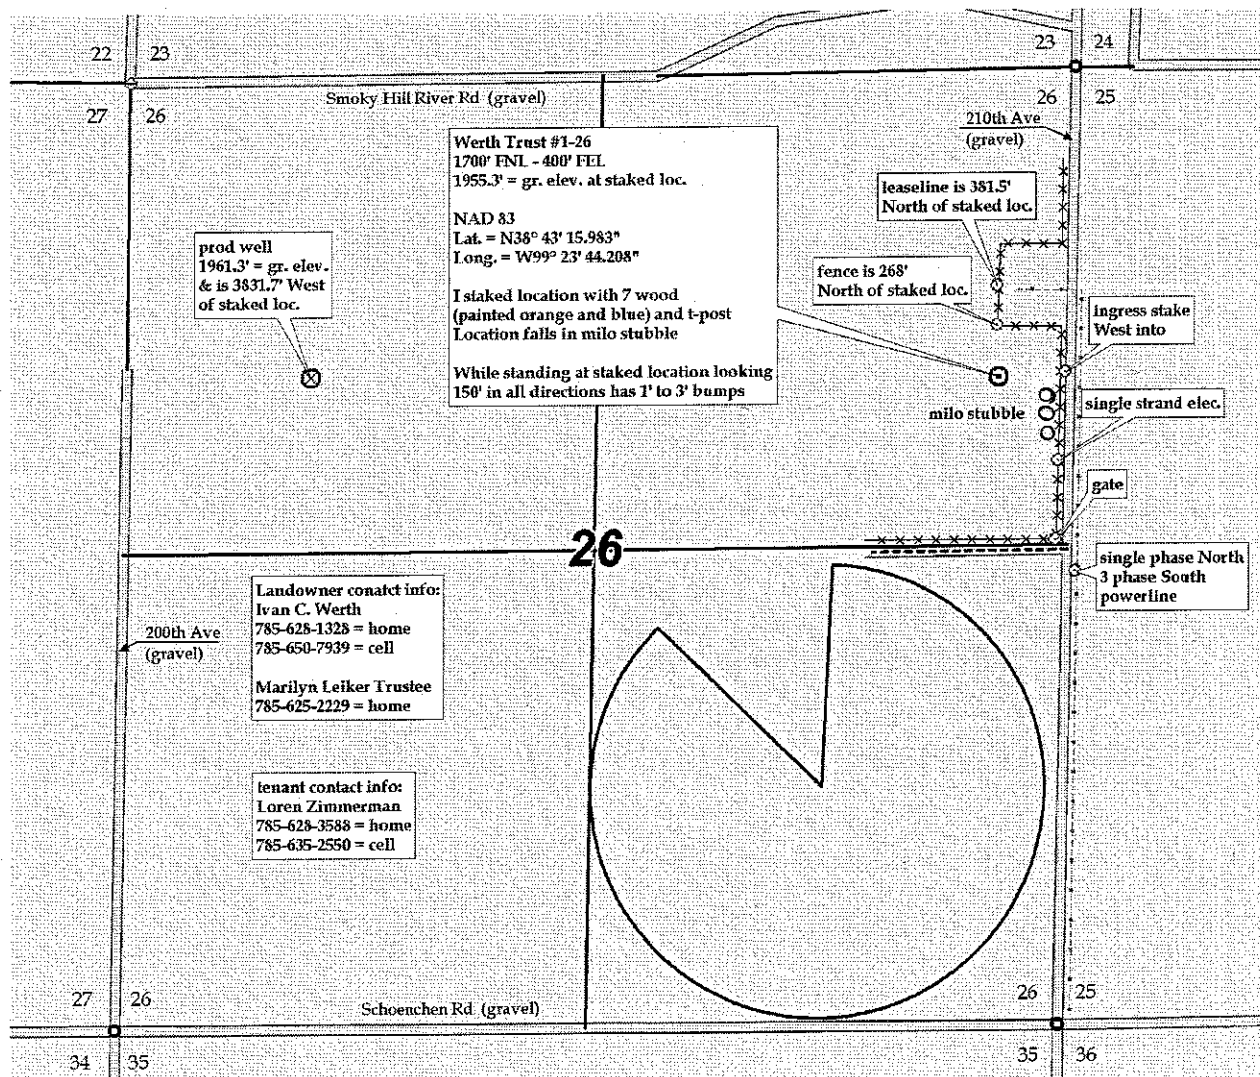 22 23
23 24
27 26
26 25
Smoky Hill River Rd (gravel)
210th Ave
(gravel)
Werth Trust #1-26
1700' FNL - 400' FEL
1955.3' = gr. elev. at staked loc.
NAD 83
Lat. = N38° 43' 15.983"
Long. = W99° 23' 44.208"
I staked location with 7 wood
(painted orange and blue) and t-post
Location falls in milo stubble
While standing at staked location looking
150' in all directions has 1' to 3' bumps
leaseline is 381.5'
North of staked loc.
prod well
1961.3' = gr. elev.
& is 3831.7' West
of staked loc.
fence is 268'
North of staked loc.
ingress stake
West into
milo stubble
single strand elec.
gate
26
single phase North
3 phase South
powerline
Landowner conatct info:
Ivan C. Werth
785-628-1328 = home
785-650-7939 = cell
Marilyn Leiker Trustee
785-625-2229 = home
200th Ave
(gravel)
tenant contact info:
Loren Zimmerman
785-628-3588 = home
785-635-2550 = cell
27 26
26 25
Schoenchen Rd (gravel)
34 35
35 36